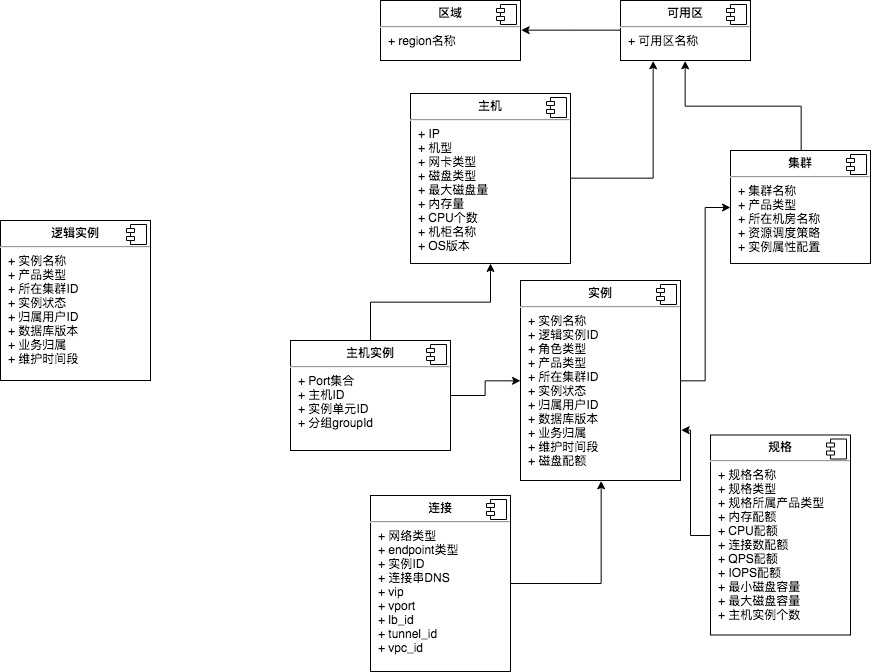 区域
+ region名称
可用区
+ 可用区名称
主机
+ IP
+ 机型
+ 网卡类型
+ 磁盘类型
+ 最大磁盘量
+ 内存量
+ CPU个数
+ 机柜名称
+ OS版本
集群
+ 集群名称
+ 产品类型
+ 所在机房名称
+ 资源调度策略
+ 实例属性配置
逻辑实例
+ 实例名称
+ 产品类型
+ 所在集群ID
+ 实例状态
+ 归属用户ID
+ 数据库版本
+ 业务归属
+ 维护时间段
实例
+ 实例名称
+ 逻辑实例ID
+ 角色类型
+ 产品类型
+ 所在集群ID
+ 实例状态
+ 归属用户ID
+ 数据库版本
+ 业务归属
+ 维护时间段
+ 磁盘配额
主机实例
+ Port集合
+ 主机ID
+ 实例单元ID
+ 分组groupId
规格
+ 规格名称
+ 规格类型
+ 规格所属产品类型
+ 内存配额
+ CPU配额
+ 连接数配额
+ QPS配额
+ IOPS配额
+ 最小磁盘容量
+ 最大磁盘容量
+ 主机实例个数
连接
+ 网络类型
+ endpoint类型
+ 实例ID
+ 连接串DNS
+ vip
+ vport
+ lb_id
+ tunnel_id
+ vpc_id